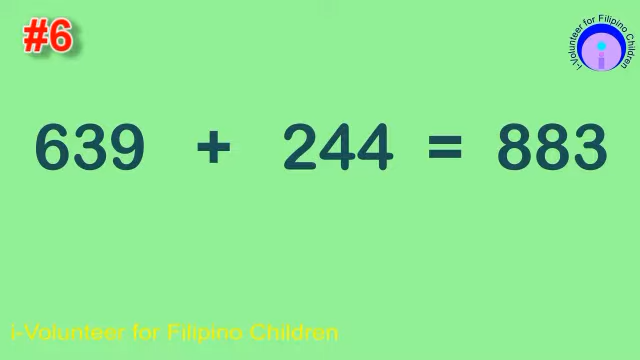 #6
i-Volunteer for Filipino Children
639 + 244 = 883
i-Volunteer for Filipino Children